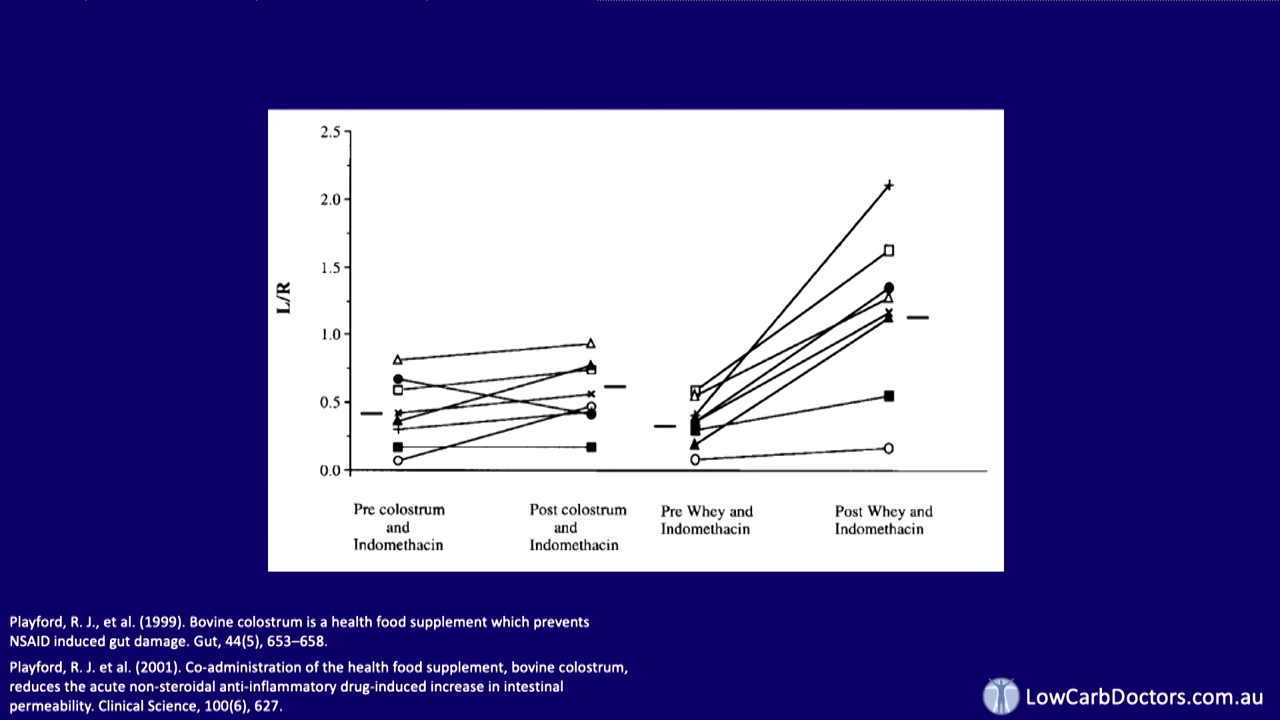 2.5
2.0
1.5
1.0
0.5
0.0
L/R
Pre colostrum
and
Indomethacin
Post colostrum
and
Indomethacin
Pre Whey and
Indomethacin
Post Whey and
Indomethacin
Playford, R. J., et al. (1999). Bovine colostrum is a health food supplement which prevents
NSAID induced gut damage. Gut, 44(5), 653–658.
Playford, R. J. et al. (2001). Co-administration of the health food supplement, bovine colostrum,
reduces the acute non-steroidal anti-inflammatory drug-induced increase in intestinal
permeability. Clinical Science, 100(6), 627.
LowCarbDoctors.com.au